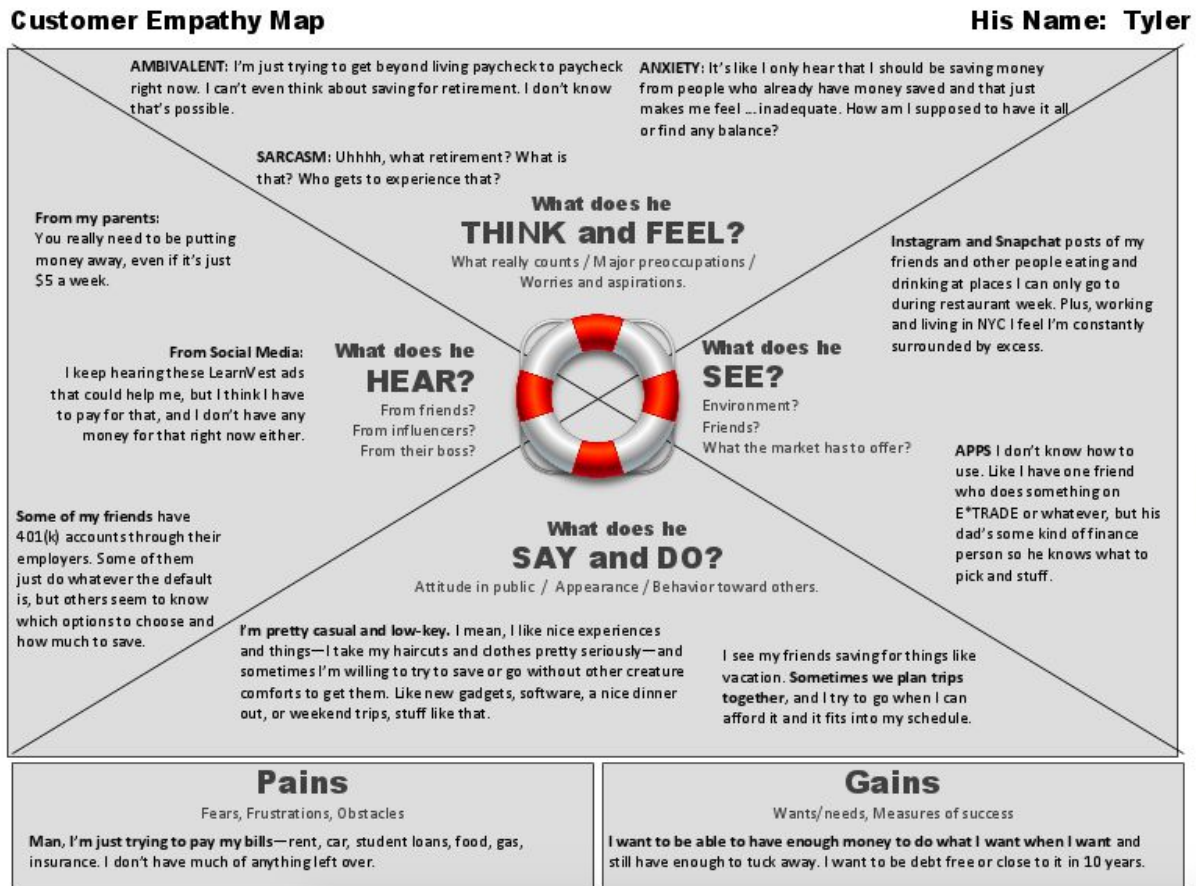 Customer Empathy Map
His Name: Tyler
AMBIVALENT: I'm just trying to get beyond living paycheck to paycheck
right now. I can't even think about saving for retirement. I don't know
that's possible.
ANXIETY: It's like I only hear that I should be saving money
from people who already have money saved and that just
makes me feel ... inadequate. How am I supposed to have it all
or find any balance?
SARCASM: Uhhhh, what retirement? What is
that? Who gets to experience that?
What does he
THINK and FEEL?
What really counts / Major preoccupations /
Worries and aspirations.
From my parents:
You really need to be putting
money away, even if it's just
$5 a week.
From Social Media:
I keep hearing these LearnVest ads
that could help me, but I think I have
to pay for that, and I don't have any
money for that right now either.
Some of my friends have
401(k) accounts through their
employers. Some of them
just do whatever the default
is, but others seem to know
which options to choose and
how much to save.
What does he
HEAR?
From friends?
From influencers?
From their boss?
What does he
SEE?
Environment?
Friends?
What the market has to offer?
Instagram and Snapchat posts of my
friends and other people eating and
drinking at places I can only go to
during restaurant week. Plus, working
and living in NYC I feel I'm constantly
surrounded by excess.
APPS I don't know how to
use. Like I have one friend
who does something on
E*TRADE or whatever, but his
dad's some kind of finance
person so he knows what to
pick and stuff.
What does he
SAY and DO?
Attitude in public / Appearance / Behavior toward others.
I'm pretty casual and low-key. I mean, I like nice experiences
and things—I take my haircuts and clothes pretty seriously—and
sometimes I'm willing to try to save or go without other creature
comforts to get them. Like new gadgets, software, a nice dinner
out, or weekend trips, stuff like that.
I see my friends saving for things like
vacation. Sometimes we plan trips
together, and I try to go when I can
afford it and it fits into my schedule.
Pains
Fears, Frustrations, Obstacles
Man, I'm just trying to pay my bills—rent, car, student loans, food, gas,
insurance. I don't have much of anything left over.
Gains
Wants/needs, Measures of success
I want to be able to have enough money to do what I want when I want and
still have enough to tuck away. I want to be debt free or close to it in 10 years.